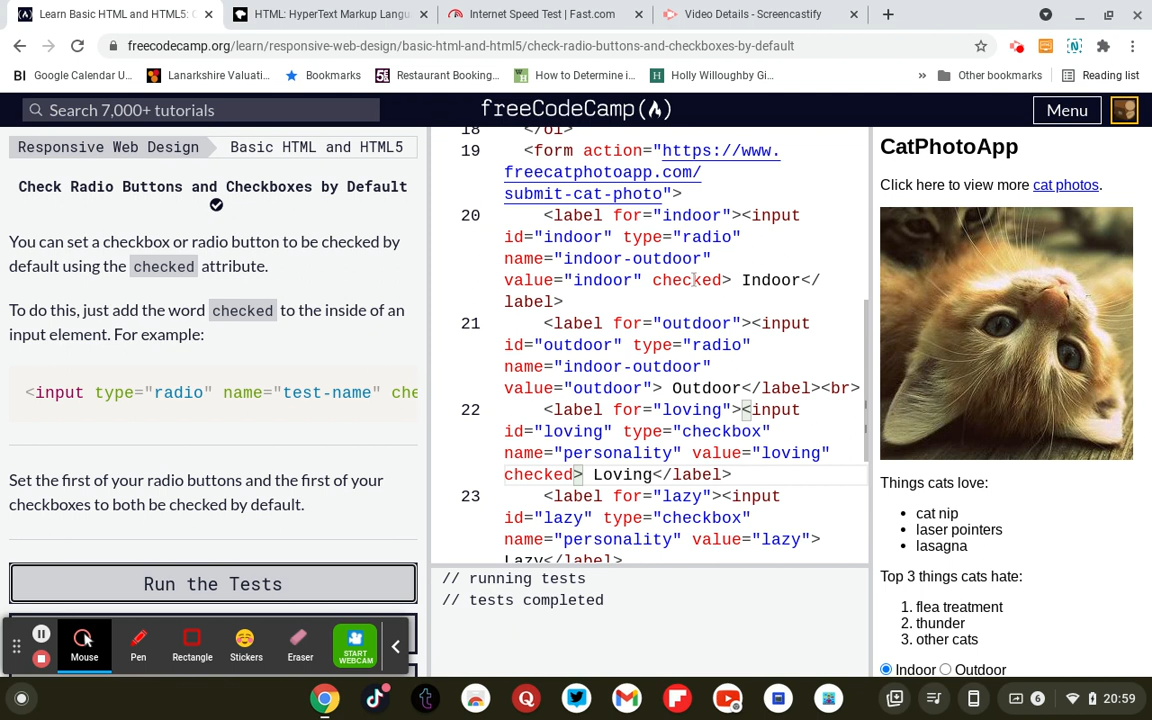 Learn Basic HTML and HTML5: C
HTML: HyperText Markup Langu
Internet Speed Test | Fast.com
Video Details - Screencastify
freecodecamp.org/learn/responsive-web-design/basic-html-and-html5/check-radio-buttons-and-checkboxes-by-default
BI Google Calendar U...
Lanarkshire Valuati...
Bookmarks
Restaurant Booking...
How to Determine i...
H Holly Willoughby Gi...
» Other bookmarks
Reading list
Search 7,000+ tutorials
freeCodeCamp
Menu
Responsive Web Design
Basic HTML and HTML5
Check Radio Buttons and Checkboxes by Default
You can set a checkbox or radio button to be checked by
default using the checked attribute.
To do this, just add the word checked to the inside of an
input element. For example:
<input type="radio" name="test-name" che
Set the first of your radio buttons and the first of your
checkboxes to both be checked by default.
Run the Tests
Mouse
Pen
Rectangle
Stickers
Eraser
START
WEBCAM
18 </ol>
19 <form action="https://www.
freecatphotoapp.com/
submit-cat-photo">
20 <label for="indoor"><input
id="indoor" type="radio"
name="indoor-outdoor"
value="indoor" checked> Indoor</
label>
21 <label for="outdoor"><input
id="outdoor" type="radio"
name="indoor-outdoor"
value="outdoor"> Outdoor</label><br>
22 <label for="loving"><input
id="loving" type="checkbox"
name="personality" value="loving"
checked> Loving</label>
23 <label for="lazy"><input
id="lazy" type="checkbox"
name="personality" value="lazy">
Lazy</label>
// running tests
// tests completed
CatPhotoApp
Click here to view more cat photos.
Things cats love:
• cat nip
• laser pointers
• lasagna
Top 3 things cats hate:
1. flea treatment
2. thunder
3. other cats
Indoor Outdoor
6
20:59